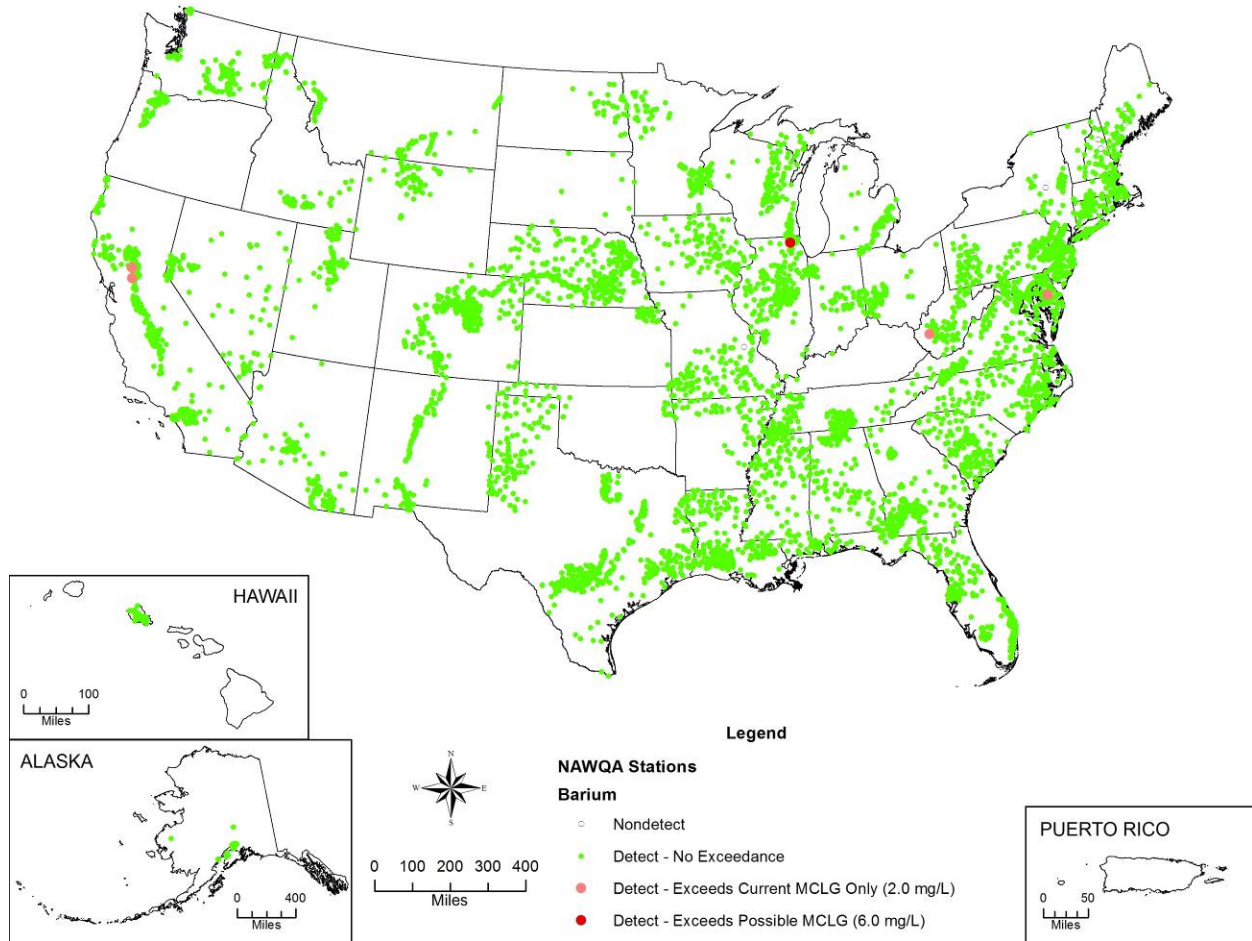 HAWAII
0 100
Miles
ALASKA
0 400
Miles
N
W E
S
0 100 200 300 400
Miles
Legend
NAWQA Stations
Barium
Nondetect
Detect - No Exceedance
Detect - Exceeds Current MCLG Only (2.0 mg/L)
Detect - Exceeds Possible MCLG (6.0 mg/L)
PUERTO RICO
0 50
Miles